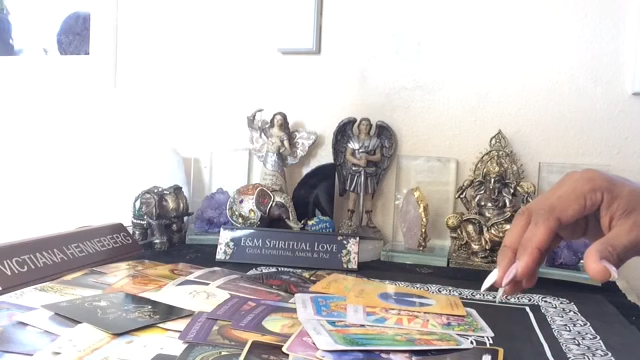 VICTIANA HENNEBERG
E&M SPIRITUAL LOVE
GUIA ESPIRITUAL, AMOR & PAZ